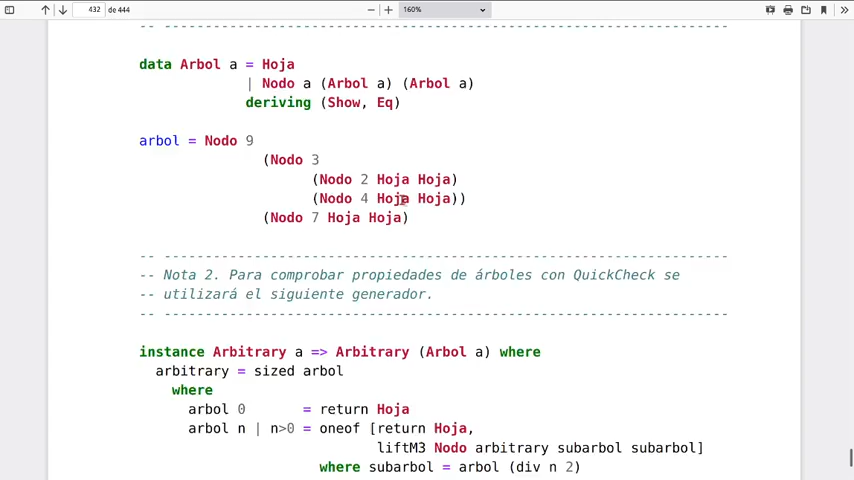 432 de 444 160%
-- ---------------------------------------------------------------------
data Arbol a = Hoja
| Nodo a (Arbol a) (Arbol a)
deriving (Show, Eq)
arbol = Nodo 9
(Nodo 3
(Nodo 2 Hoja Hoja)
(Nodo 4 Hoja Hoja))
(Nodo 7 Hoja Hoja)
-- ---------------------------------------------------------------------
-- Nota 2. Para comprobar propiedades de árboles con QuickCheck se
-- utilizará el siguiente generador.
-- ---------------------------------------------------------------------
instance Arbitrary a => Arbitrary (Arbol a) where
arbitrary = sized arbol
where
arbol 0 = return Hoja
arbol n | n>0 = oneof [return Hoja,
liftM3 Nodo arbitrary subarbol subarbol]
where subarbol = arbol (div n 2)